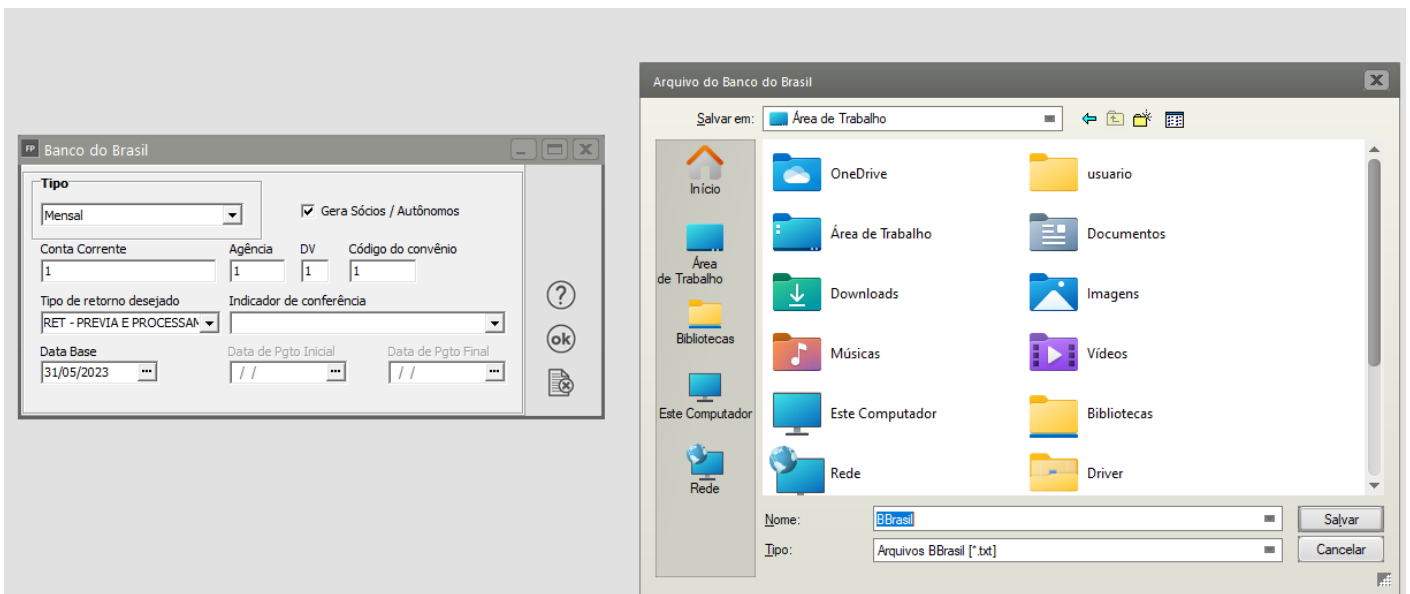 FP Banco do Brasil
Tipo
Mensal
Gera Sócios / Autônomos
Conta Corrente Agência DV Código do convênio
1 1 1 1
Tipo de retorno desejado Indicador de conferência
RET - PREVIA E PROCESSAN
Data Base Data de Pgto Inicial Data de Pgto Final
31/05/2023 ... / / ... / / ...
?
ok
Arquivo do Banco do Brasil
Salvar em: Área de Trabalho
Início
Área
de Trabalho
Bibliotecas
Este Computador
Rede
OneDrive usuario
Área de Trabalho Documentos
Downloads Imagens
Músicas Vídeos
Este Computador Bibliotecas
Rede Driver
Nome: BBrasil Salvar
Tipo: Arquivos BBrasil [*.txt] Cancelar